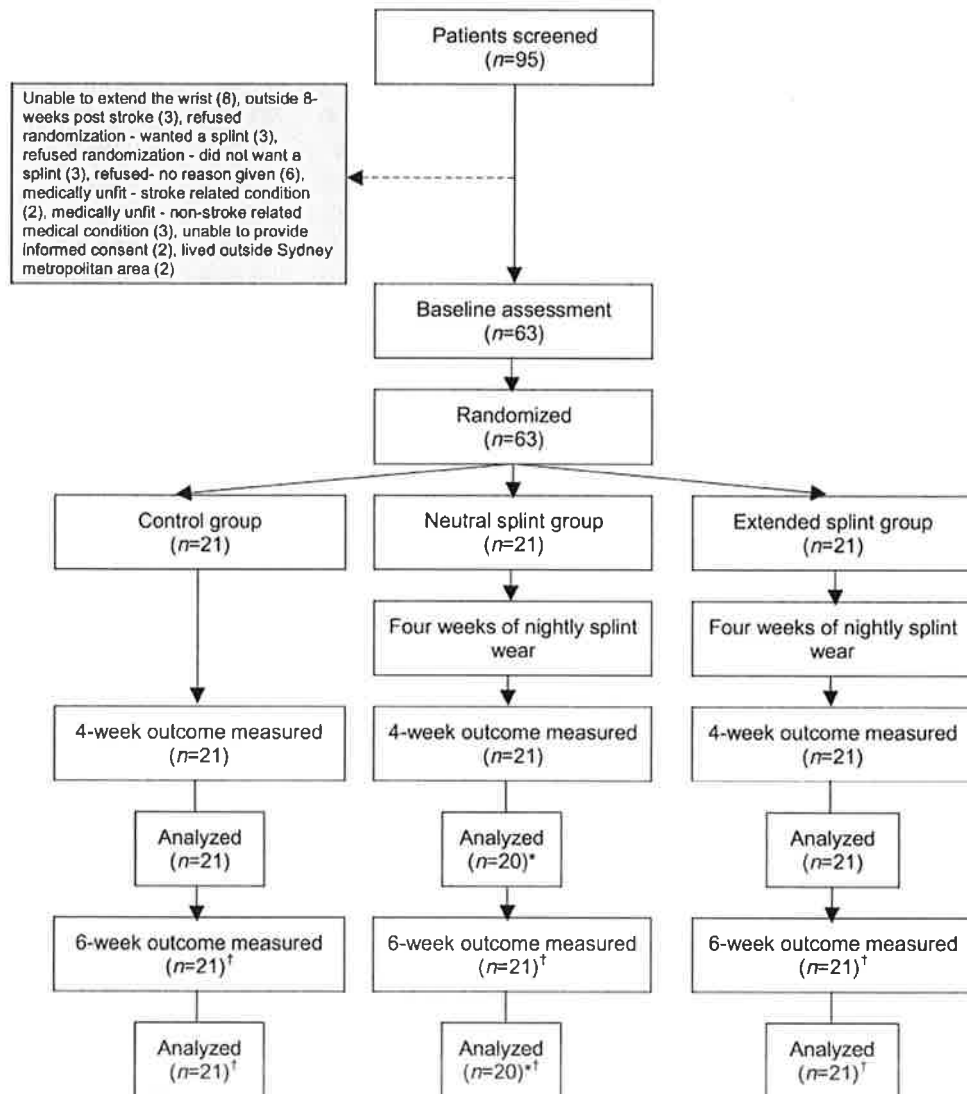 Patients screened
(n=95)
Unable to extend the wrist (8), outside 8-
weeks post stroke (3), refused
randomization - wanted a splint (3),
refused randomization - did not want a
splint (3), refused- no reason given (6),
medically unfit - stroke related condition
(2), medically unfit - non-stroke related
medical condition (3), unable to provide
informed consent (2), lived outside Sydney
metropolitan area (2)
Baseline assessment
(n=63)
Randomized
(n=63)
Control group
(n=21)
Neutral splint group
(n=21)
Extended splint group
(n=21)
Four weeks of nightly splint
wear
Four weeks of nightly splint
wear
4-week outcome measured
(n=21)
4-week outcome measured
(n=21)
4-week outcome measured
(n=21)
Analyzed
(n=21)
Analyzed
(n=20)*
Analyzed
(n=21)
6-week outcome measured
(n=21)†
6-week outcome measured
(n=21)†
6-week outcome measured
(n=21)†
Analyzed
(n=21)†
Analyzed
(n=20)*†
Analyzed
(n=21)†